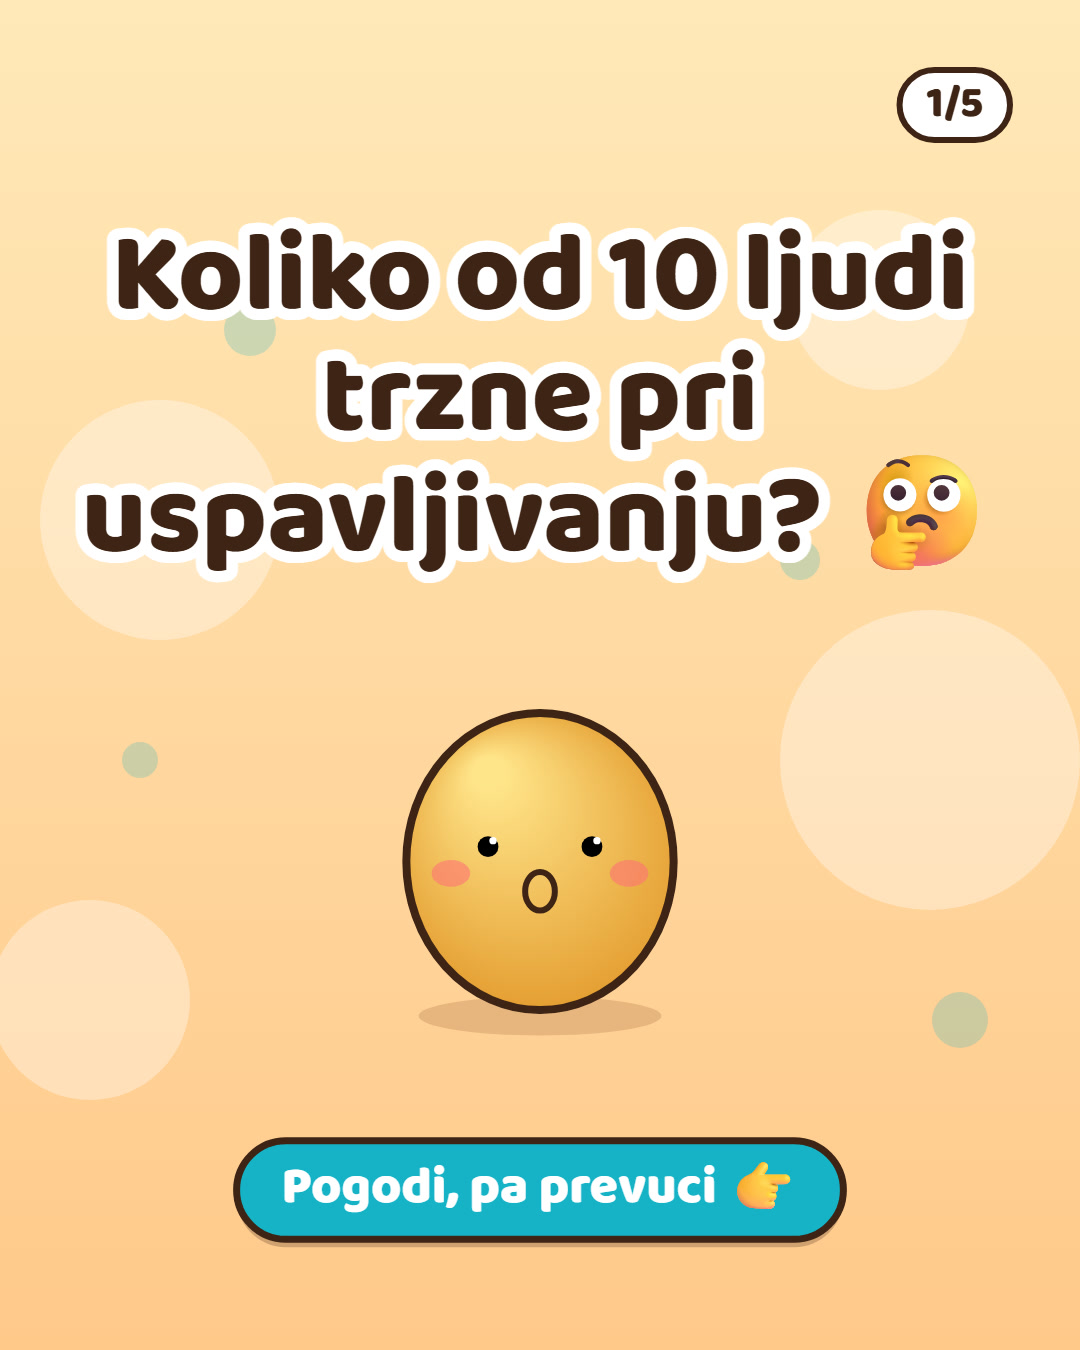 1/5
Koliko od 10 ljudi
trzne pri
uspavljivanju? 🤔
Pogodi, pa prevuci 👉